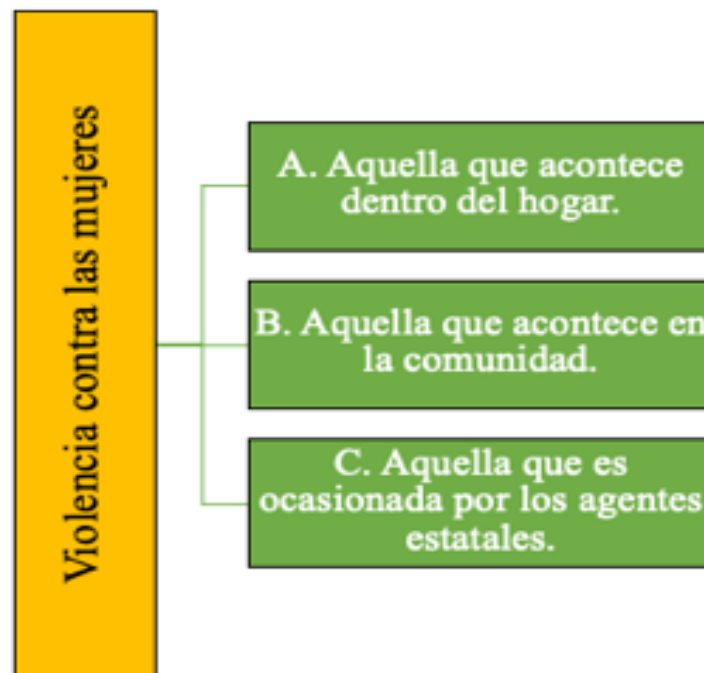 Violencia contra las mujeres
A. Aquella que acontece
dentro del hogar.
B. Aquella que acontece en
la comunidad.
C. Aquella que es
ocasionada por los agentes
estatales.